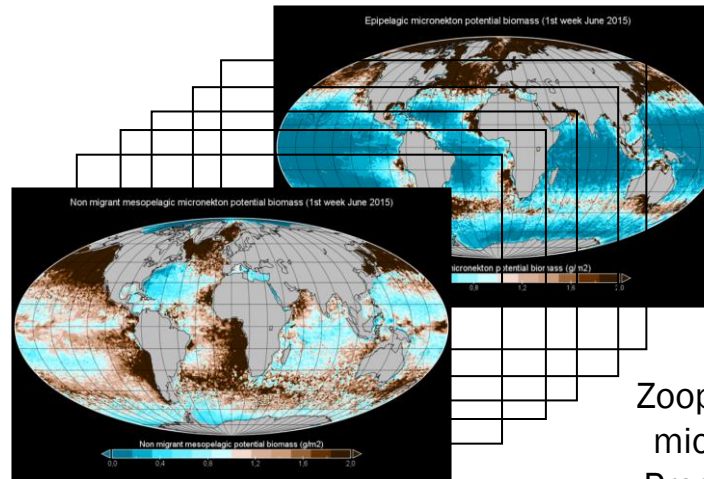 Epipelagic micronekton potential biomass (1st week June 2015)
micronekton potential biomass (g/m2)
0,8 1,2 1,6 2,0
Non migrant mesopelagic micronekton potential biomass (1st week June 2015)
Non migrant mesopelagic potential biomass (g/m2)
0,0 0,4 0,8 1,2 1,6 2,0
Zoop
mic